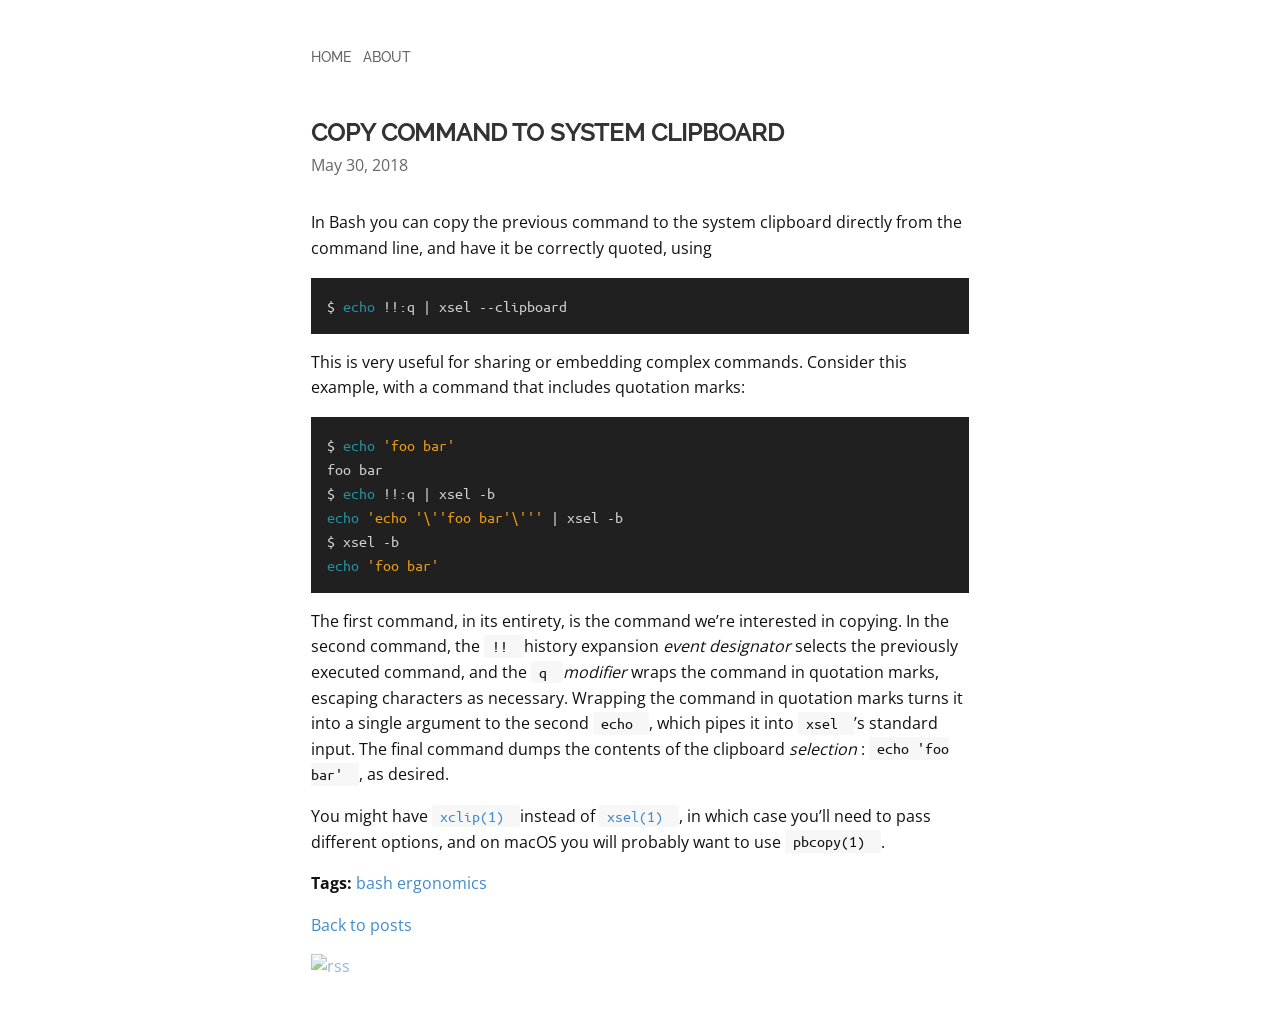 HOME ABOUT
COPY COMMAND TO SYSTEM CLIPBOARD
May 30, 2018
In Bash you can copy the previous command to the system clipboard directly from the
command line, and have it be correctly quoted, using
$ echo !!:q | xsel --clipboard
This is very useful for sharing or embedding complex commands. Consider this
example, with a command that includes quotation marks:
$ echo 'foo bar'
foo bar
$ echo !!:q | xsel -b
echo 'echo '\''foo bar'\''' | xsel -b
$ xsel -b
echo 'foo bar'
The first command, in its entirety, is the command we’re interested in copying. In the
second command, the !! history expansion event designator selects the previously
executed command, and the q modifier wraps the command in quotation marks,
escaping characters as necessary. Wrapping the command in quotation marks turns it
into a single argument to the second echo , which pipes it into xsel ’s standard
input. The final command dumps the contents of the clipboard selection : echo 'foo
bar' , as desired.
You might have xclip(1) instead of xsel(1) , in which case you’ll need to pass
different options, and on macOS you will probably want to use pbcopy(1) .
Tags: bash ergonomics
Back to posts
rss